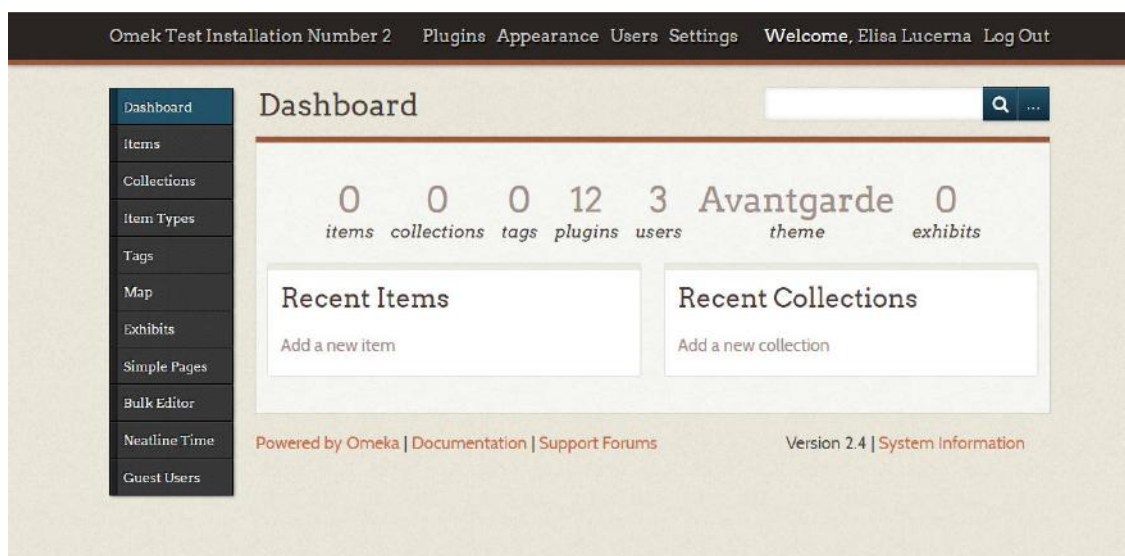 Omek Test Installation Number 2 Plugins Appearance Users Settings Welcome, Elisa Lucerna Log Out
Dashboard
Items
Collections
Item Types
Tags
Map
Exhibits
Simple Pages
Bulk Editor
Neatline Time
Guest Users
Dashboard
...
0 0 0 12 3 Avantgarde 0
items collections tags plugins users theme exhibits
Recent Items
Add a new item
Recent Collections
Add a new collection
Powered by Omeka | Documentation | Support Forums
Version 2.4 | System Information